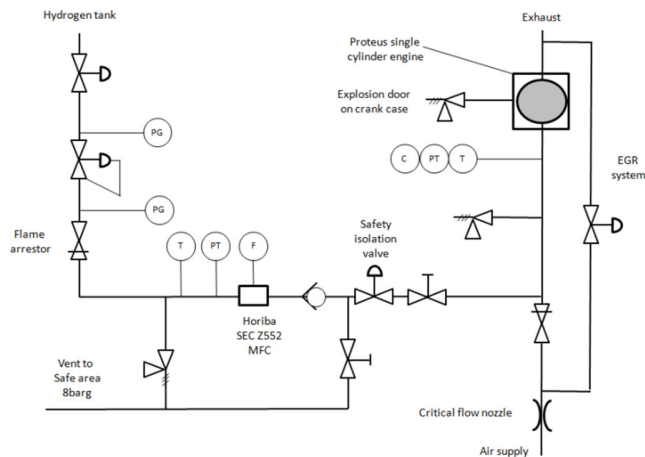 Hydrogen tank
Exhaust
Proteus single
cylinder engine
Explosion door
on crank case
PG
C
PT
T
EGR
system
PG
Flame
arrestor
Safety
isolation
valve
T
PT
F
Horiba
SEC Z552
MFC
Vent to
Safe area
8barg
Critical flow nozzle
Air supply